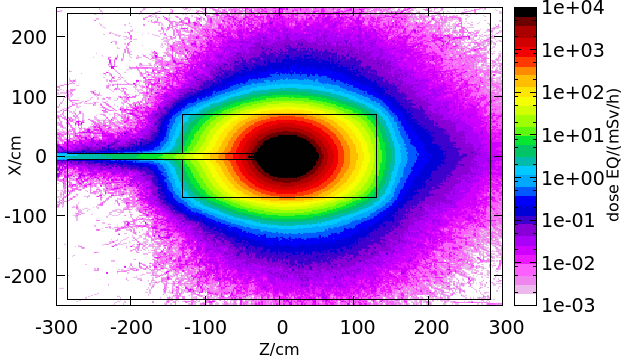 200
100
0
-100
-200
X/cm
-300
-200
-100
0
100
200
300
Z/cm
1e+04
1e+03
1e+02
1e+01
1e+00
1e-01
1e-02
1e-03
dose EQ/(mSv/h)